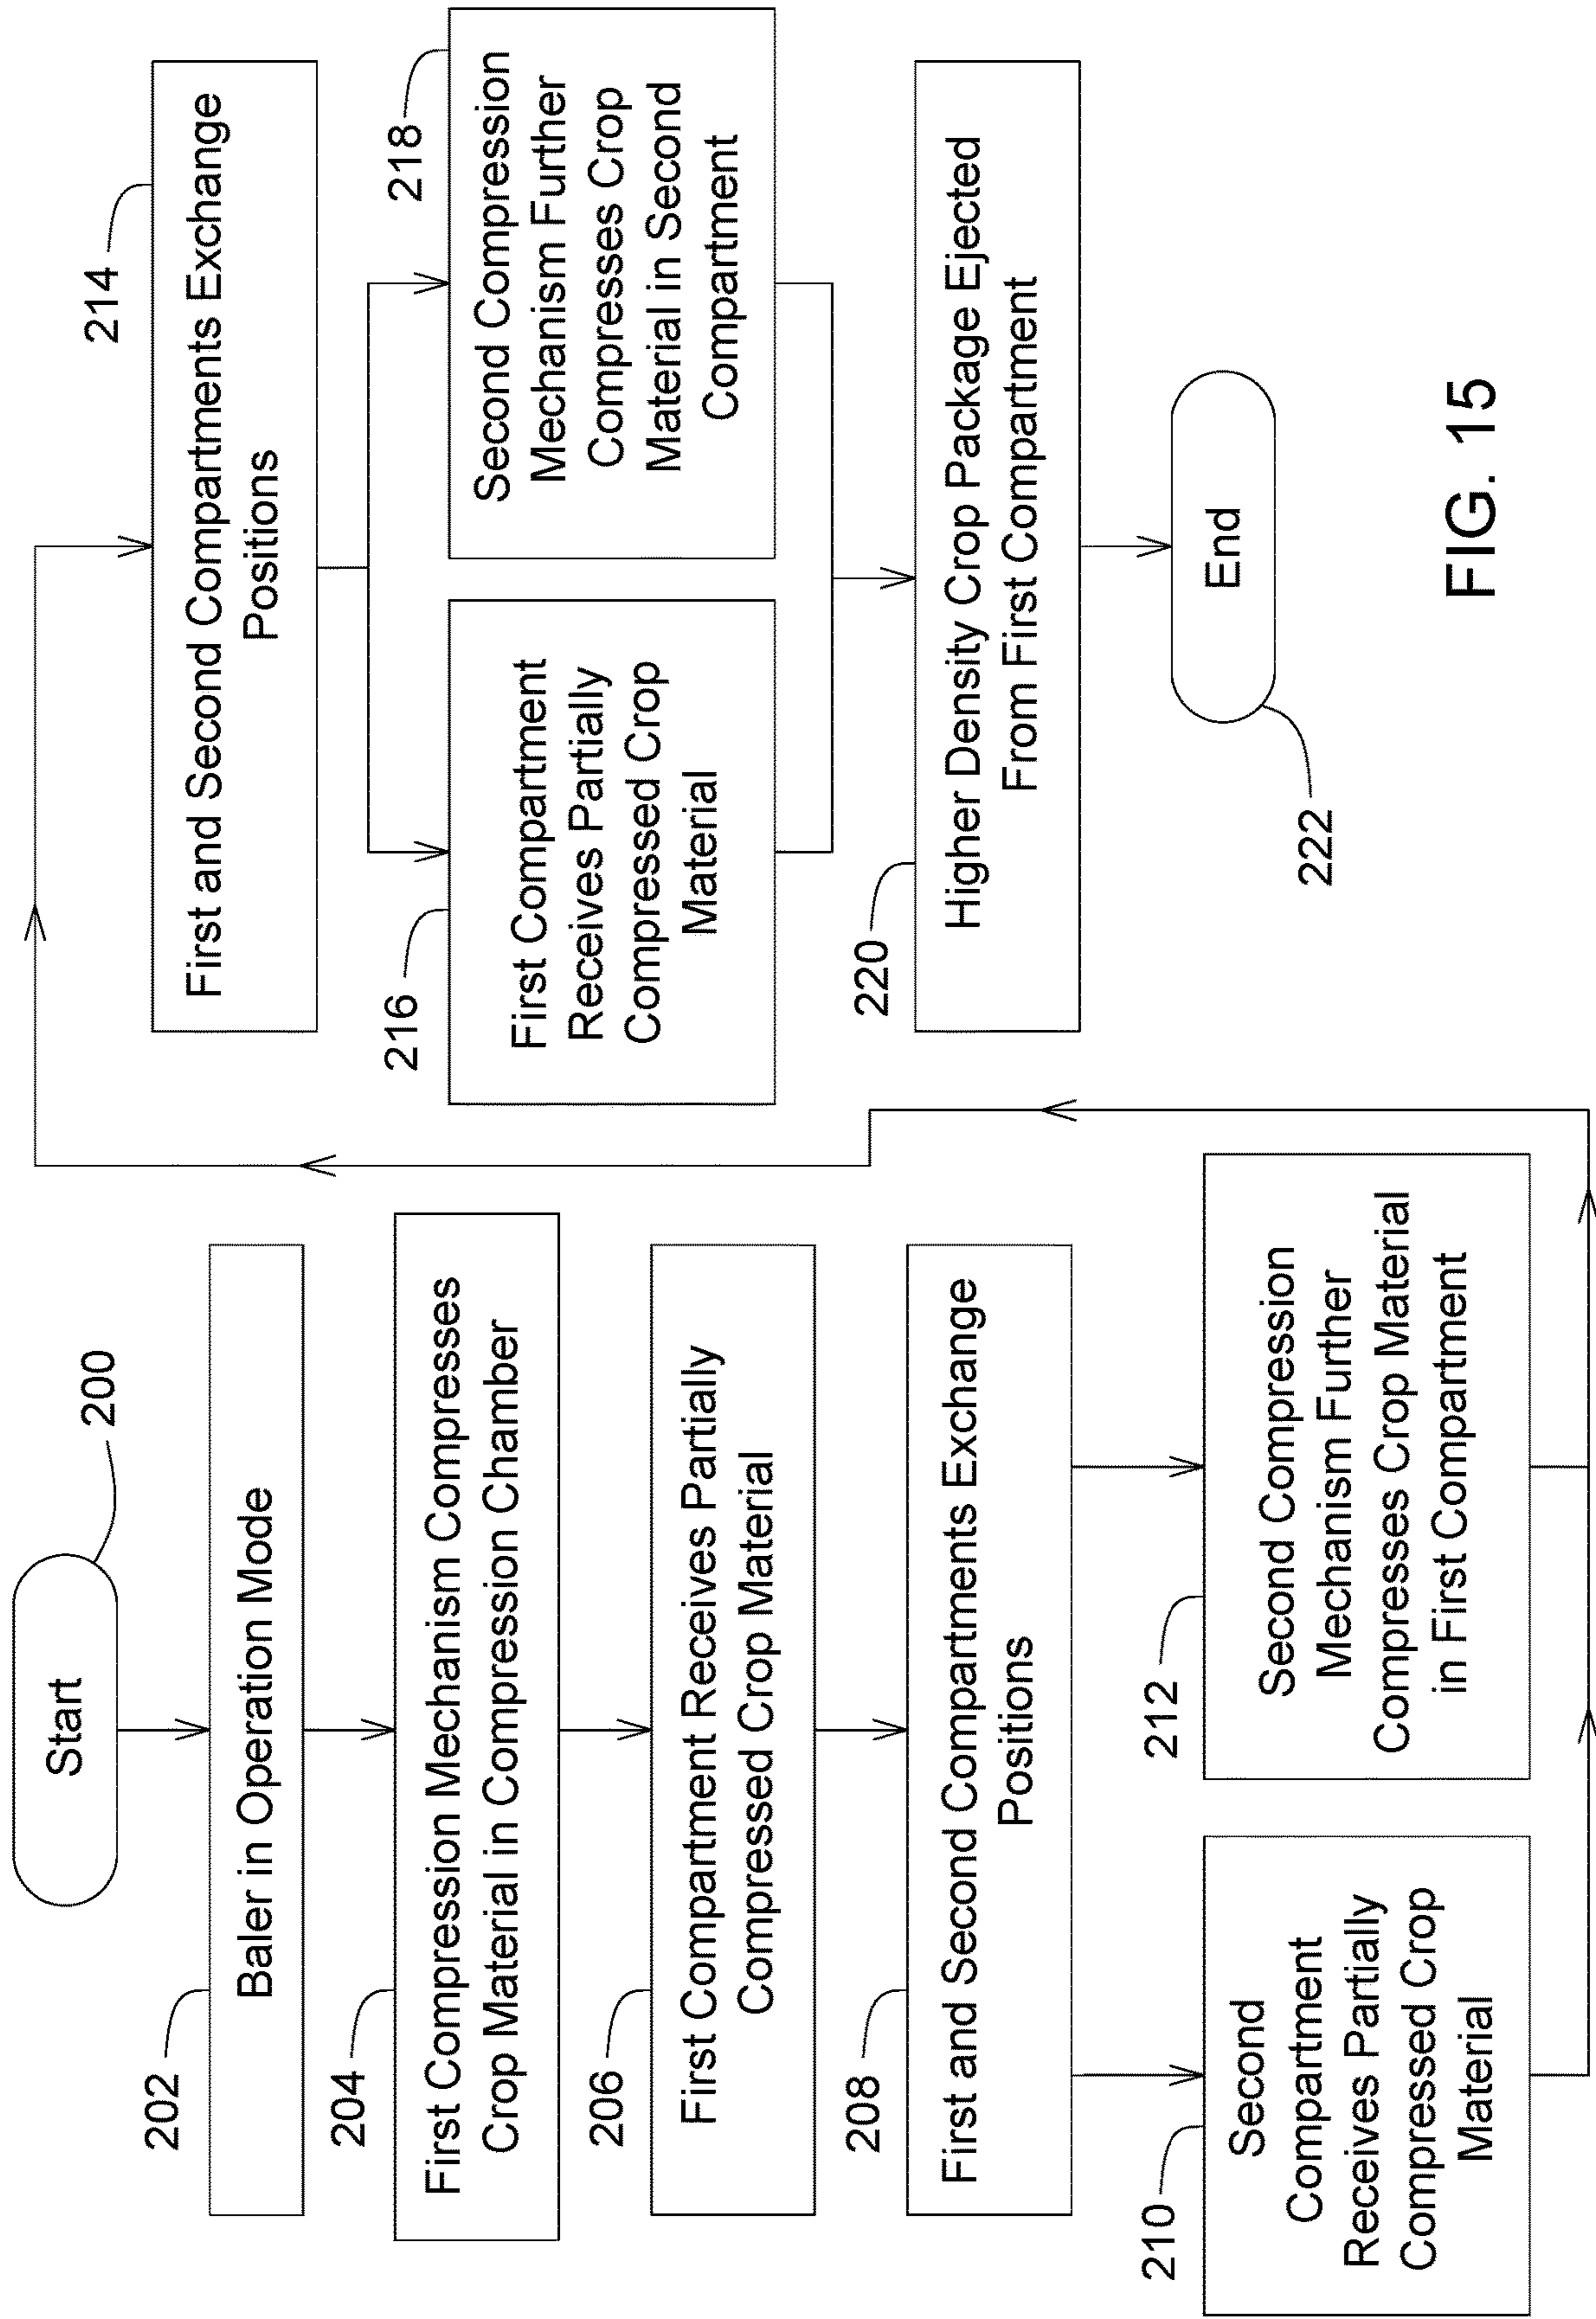 Start
200
202
Baler in Operation Mode
204
First Compression Mechanism Compresses
Crop Material in Compression Chamber
206
First Compartment Receives Partially
Compressed Crop Material
208
First and Second Compartments Exchange
Positions
210
Second
Compartment
Receives Partially
Compressed Crop
Material
212
Second Compression
Mechanism Further
Compresses Crop Material
in First Compartment
214
First and Second Compartments Exchange
Positions
216
First Compartment
Receives Partially
Compressed Crop
Material
218
Second Compression
Mechanism Further
Compresses Crop
Material in Second
Compartment
220
Higher Density Crop Package Ejected
From First Compartment
End
222
FIG. 15